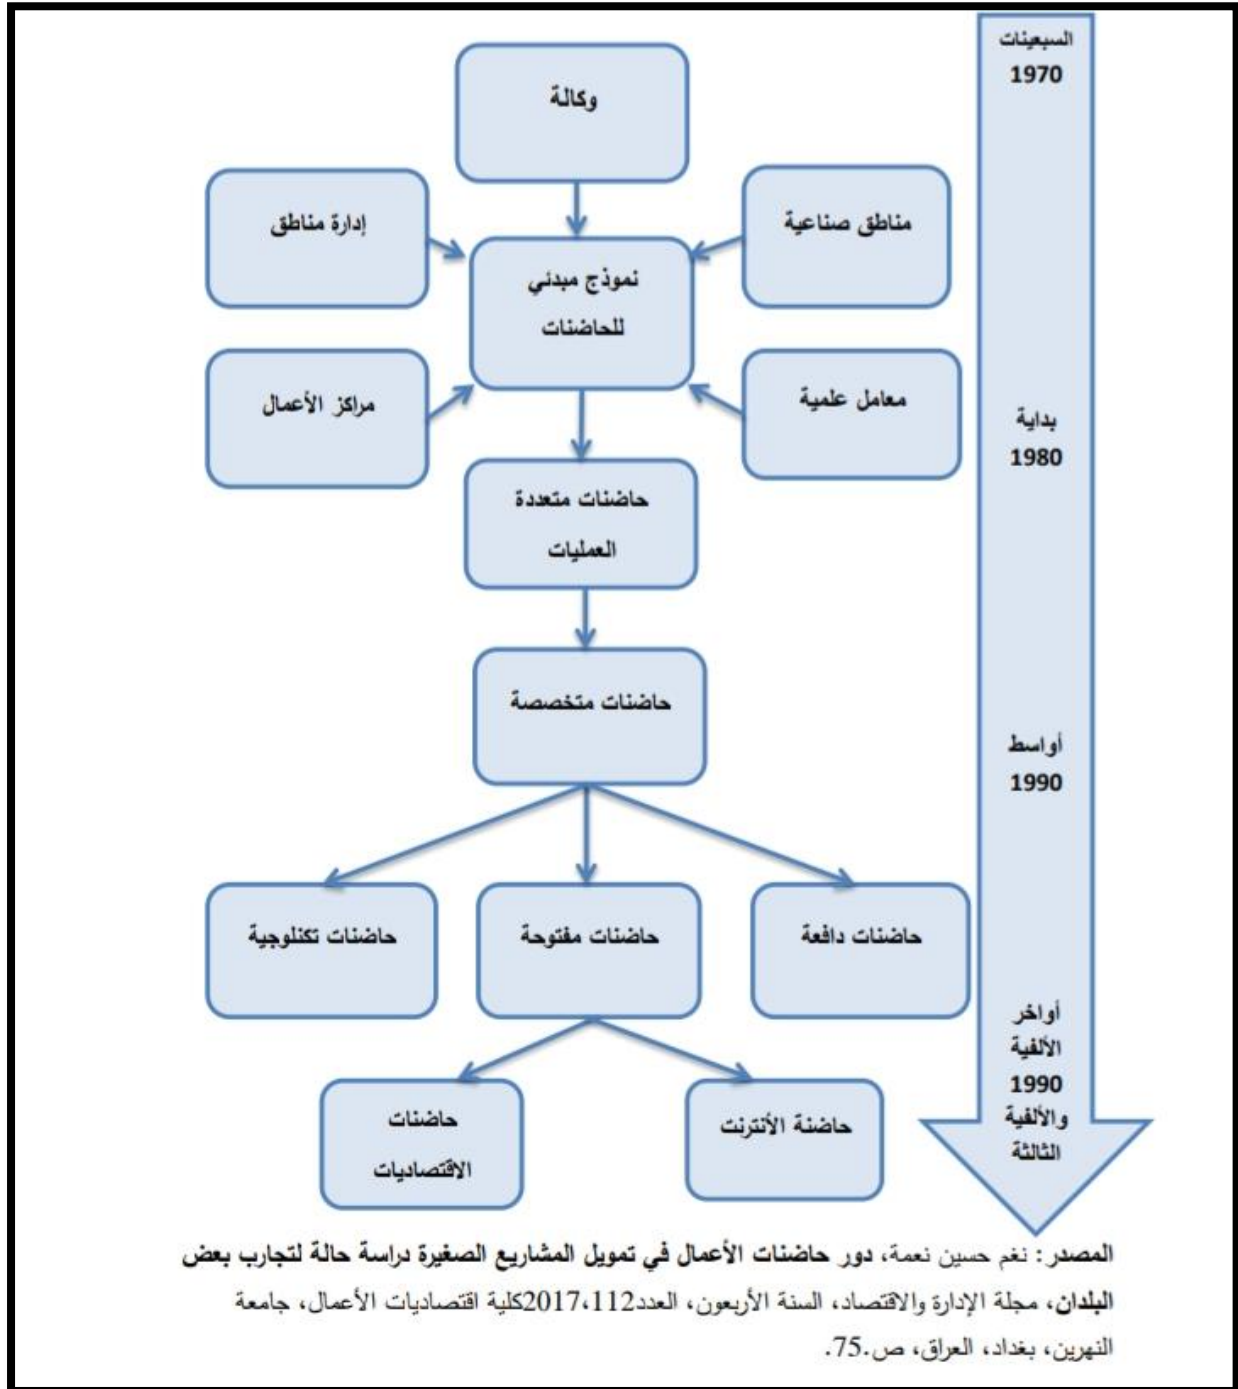 السبعينات
1970
وكالة
مناطق صناعية
إدارة مناطق
نموذج مبدئي
للحاضنات
معامل علمية
مراكز الأعمال
بداية
1980
حاضنات متعددة
العمليات
حاضنات متخصصة
أواسط
1990
حاضنات دافعة
حاضنات مفتوحة
حاضنات تكنلوجية
أواخر
الألفية
1990
والألفية
الثالثة
حاضنة الأنترنت
حاضنات
الاقتصاديات
المصدر: نغم حسين نعمة، دور حاضنات الأعمال في تمويل المشاريع الصغيرة دراسة حالة لتجارب بعض
البلدان، مجلة الإدارة والاقتصاد، السنة الأربعون، العدد112،2017كلية اقتصاديات الأعمال، جامعة
النهرين، بغداد، العراق، ص.75.